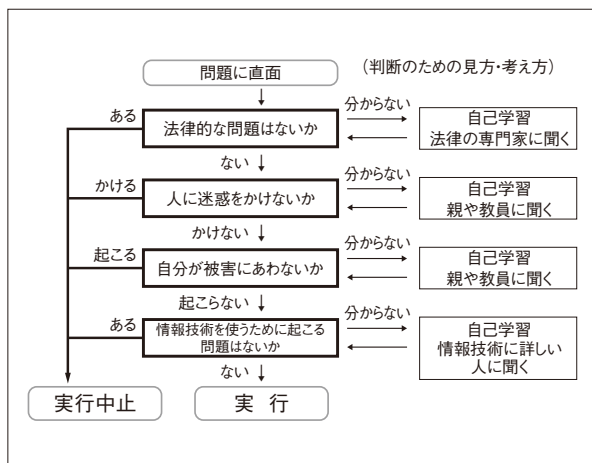 問題に直面
（判断のための見方・考え方）
ある
法律的な問題はないか
分からない
自己学習
法律の専門家に聞く
ない
かける
人に迷惑をかけないか
分からない
自己学習
親や教員に聞く
かけない
起こる
自分が被害にあわないか
分からない
自己学習
親や教員に聞く
起こらない
ある
情報技術を使うために起こる
問題はないか
分からない
自己学習
情報技術に詳しい
人に聞く
ない
実行中止
実 行